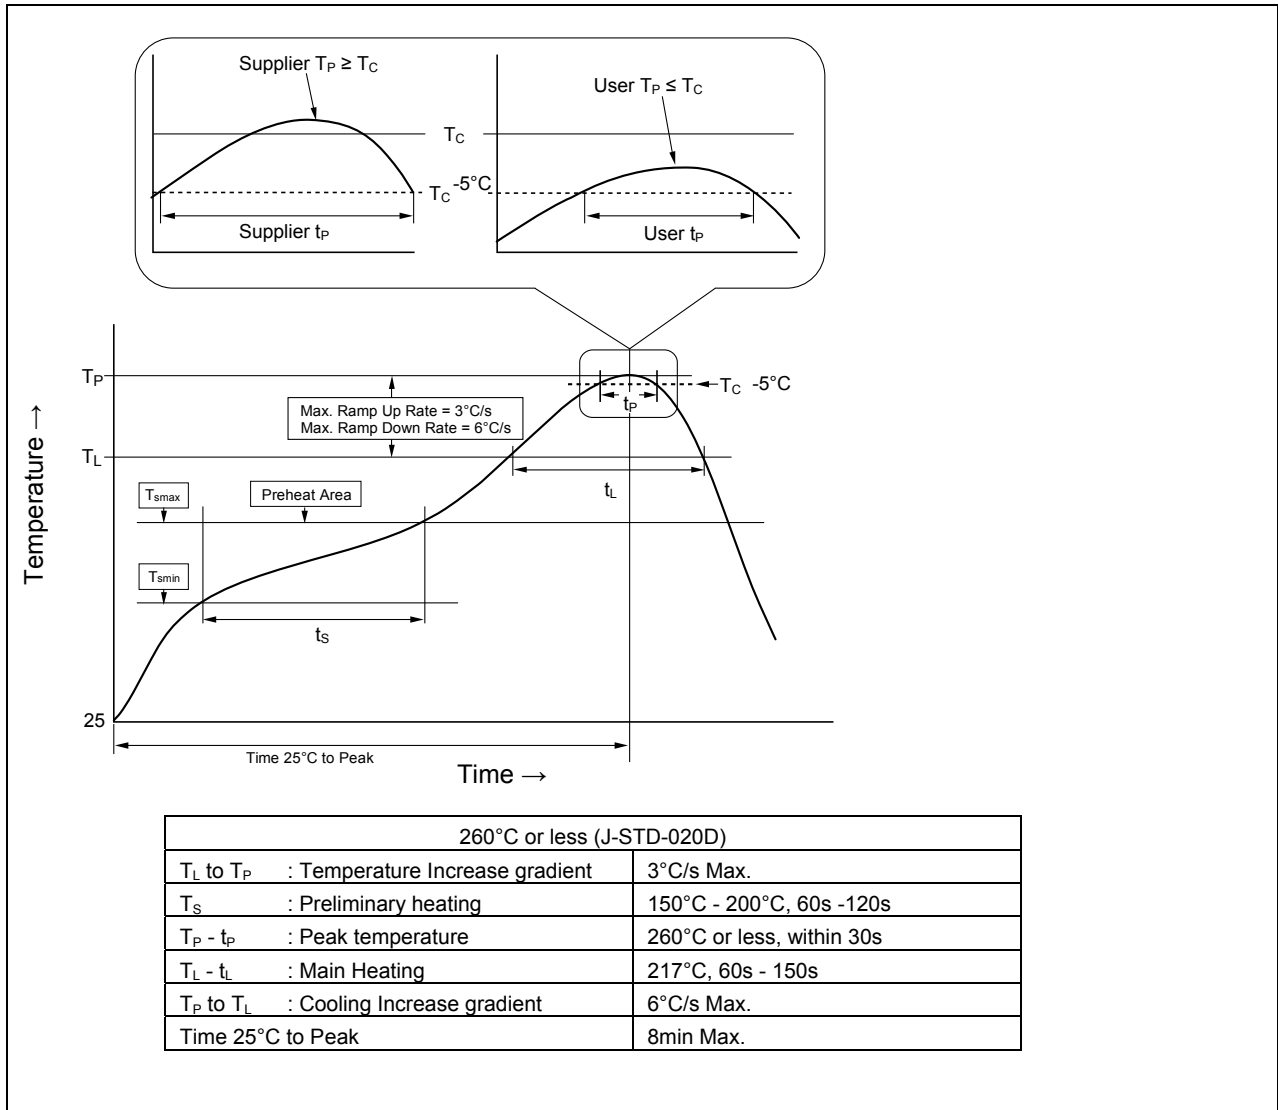 Supplier TP ≥ TC
User TP ≤ TC
TC
TC -5°C
Supplier tP
User tP
TP
TC -5°C
tP
Max. Ramp Up Rate = 3°C/s
Max. Ramp Down Rate = 6°C/s
TL
tL
Tsmax
Preheat Area
Tsmin
tS
Temperature →
25
Time 25°C to Peak
Time →
260°C or less (J-STD-020D)
TL to TP : Temperature Increase gradient 3°C/s Max.
TS : Preliminary heating 150°C - 200°C, 60s -120s
TP - tP : Peak temperature 260°C or less, within 30s
TL - tL : Main Heating 217°C, 60s - 150s
TP to TL : Cooling Increase gradient 6°C/s Max.
Time 25°C to Peak 8min Max.